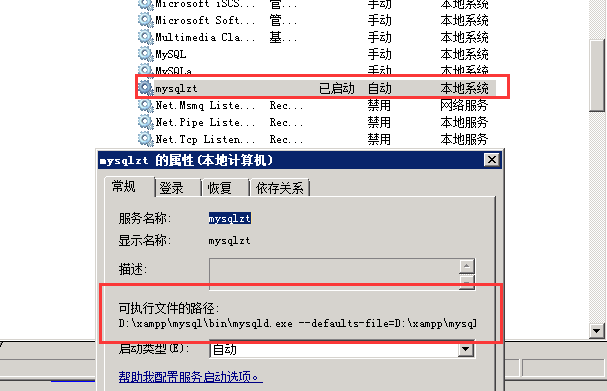 Microsoft iSCS... 管... 手动 本地系统
Microsoft Soft... 管... 手动 本地系统
Multimedia Cla... 基... 手动 本地系统
MySQL 手动 本地系统
MySQLa 手动 本地系统
mysqlzt 已启动 自动 本地系统
Net.Msmq Liste... Rec... 禁用 网络服务
Net.Pipe Liste... Rec... 禁用 本地服务
Net.Tcp Listen... Rec... 禁用 本地服务
mysqlzt 的属性(本地计算机)
常规 登录 恢复 依存关系
服务名称: mysqlzt
显示名称: mysqlzt
描述:
可执行文件的路径:
D:\xampp\mysql\bin\mysqld.exe --defaults-file=D:\xampp\mysql
启动类型(E): 自动
帮助我配置服务启动选项。